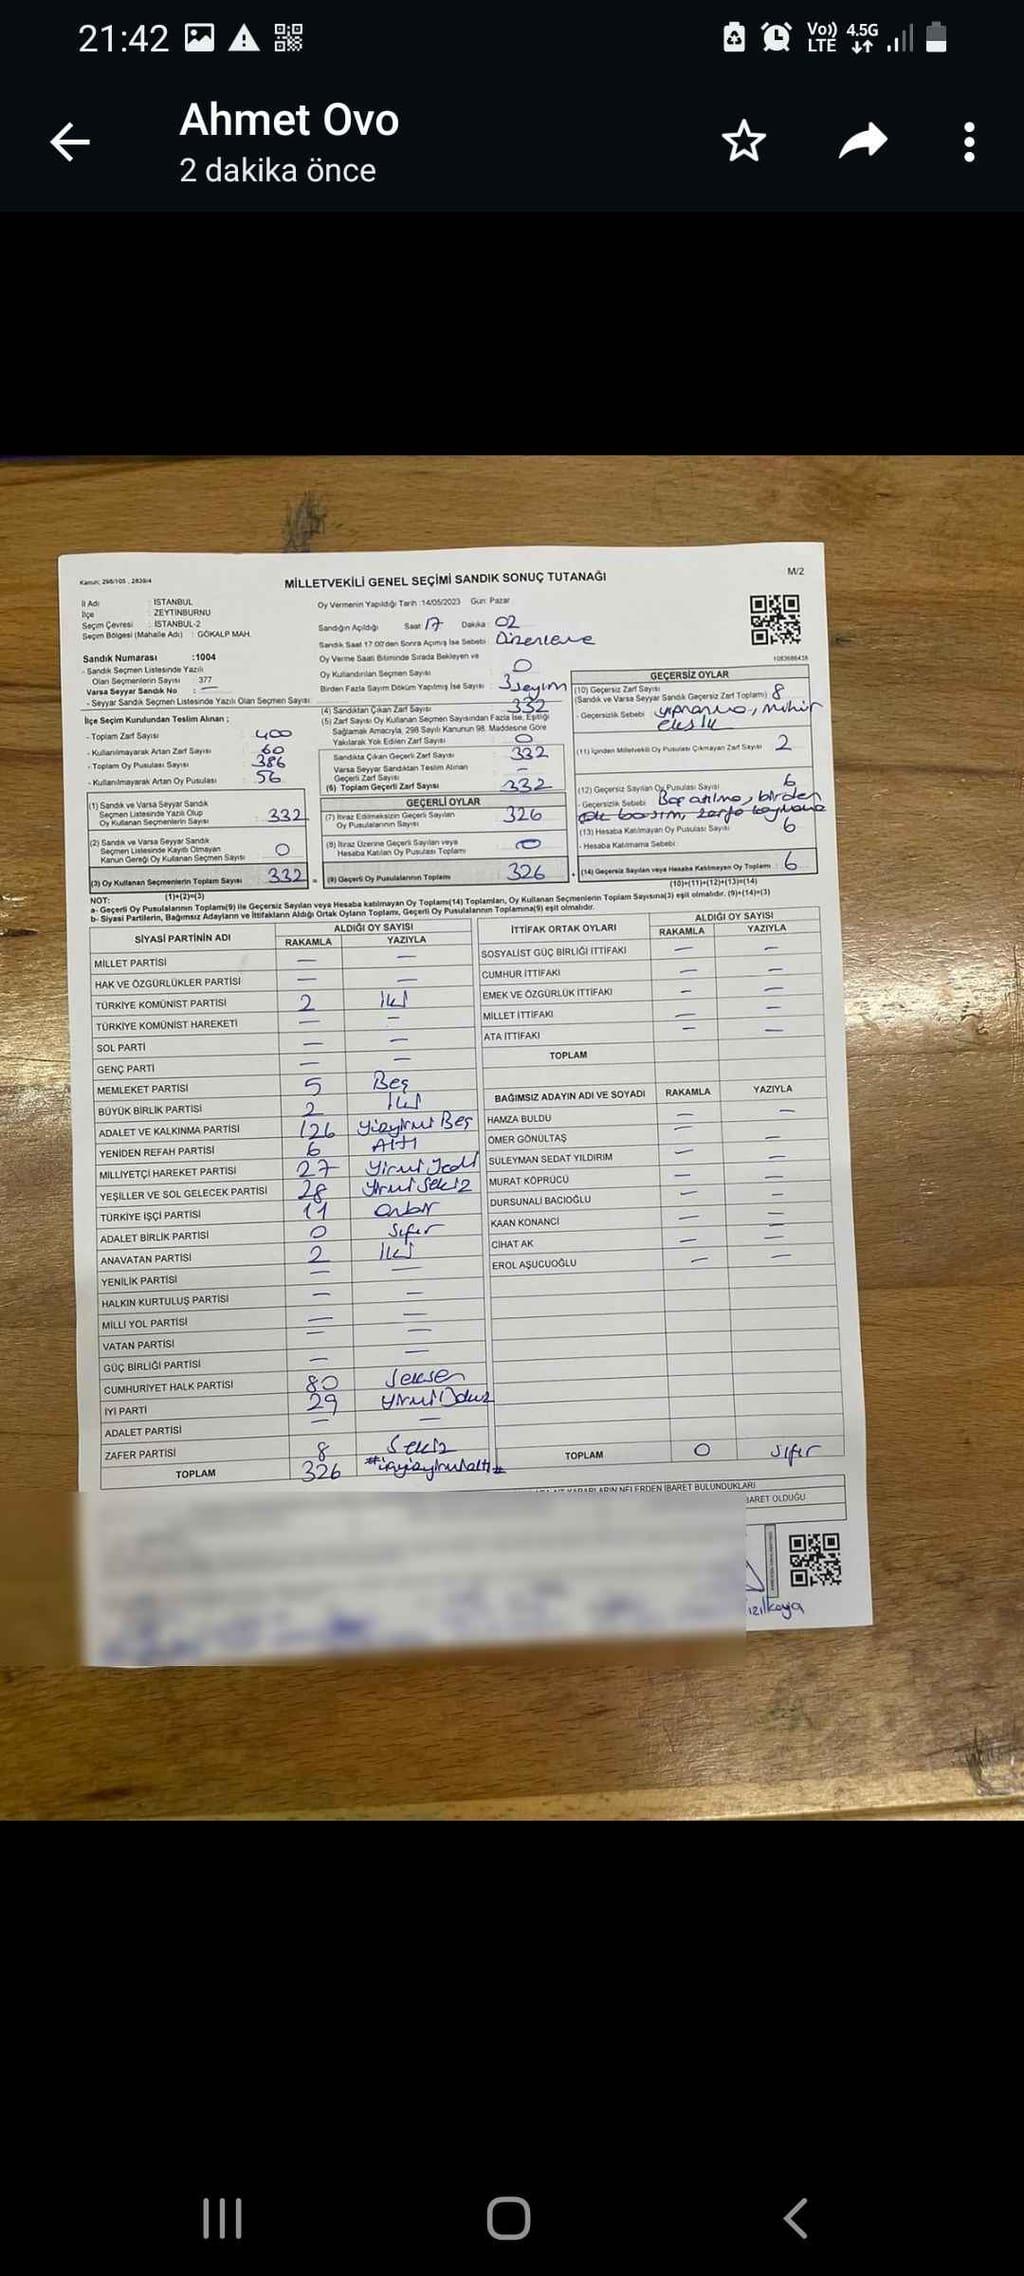 21:42
Vo)) LTE 4.5G
Ahmet Ovo
2 dakika önce
Kanun: 298/105 , 2839/4
MİLLETVEKİLİ GENEL SEÇİMİ SANDIK SONUÇ TUTANAĞI
M/2
İl Adı : İSTANBUL
İlçe : ZEYTİNBURNU
Seçim Çevresi : İSTANBUL-2
Seçim Bölgesi (Mahalle Adı) : GÖKALP MAH.
Oy Vermenin Yapıldığı Tarih :14/05/2023 Gün: Pazar
Sandığın Açıldığı Saat 17 Dakika: 02
Sandık Saat 17:00'den Sonra Açılmış İse Sebebi: Düzenleme
Oy Verme Saati Bitiminde Sırada Bekleyen ve
Oy Kullandırılan Seçmen Sayısı 0
Birden Fazla Sayım Döküm Yapılmış İse Sayısı : 3 sayım
1083686438
Sandık Numarası :1004
- Sandık Seçmen Listesinde Yazılı
Olan Seçmenlerin Sayısı 377
Varsa Seyyar Sandık No : —
- Seyyar Sandık Seçmen Listesinde Yazılı Olan Seçmen Sayısı
İlçe Seçim Kurulundan Teslim Alınan ;
- Toplam Zarf Sayısı 400
- Kullanılmayarak Artan Zarf Sayısı 60
- Toplam Oy Pusulası Sayısı 386
- Kullanılmayarak Artan Oy Pusulası 56
(1) Sandık ve Varsa Seyyar Sandık
Seçmen Listesinde Yazılı Olup
Oy Kullanan Seçmenlerin Sayısı 332
(2) Sandık ve Varsa Seyyar Sandık
Seçmen Listesinde Kayıtlı Olmayan
Kanun Gereği Oy Kullanan Seçmen Sayısı 0
(3) Oy Kullanan Seçmenlerin Toplam Sayısı 332
(1)+(2)=(3)
(4) Sandıktan Çıkan Zarf Sayısı 332
(5) Zarf Sayısı Oy Kullanan Seçmen Sayısından Fazla İse, Eşitliği
Sağlamak Amacıyla, 298 Sayılı Kanunun 98. Maddesine Göre
Yakılarak Yok Edilen Zarf Sayısı 0
Sandıkta Çıkan Geçerli Zarf Sayısı 332
Varsa Seyyar Sandıktan Teslim Alınan
Geçerli Zarf Sayısı —
(6) Toplam Geçerli Zarf Sayısı 332
GEÇERLİ OYLAR
(7) İtiraz Edilmeksizin Geçerli Sayılan
Oy Pusulalarının Sayısı 326
(8) İtiraz Üzerine Geçerli Sayılan veya
Hesaba Katılan Oy Pusulası Toplamı 0
(9) Geçerli Oy Pusulalarının Toplamı 326
GEÇERSİZ OYLAR
(10) Geçersiz Zarf Sayısı
(Sandık ve Varsa Seyyar Sandık Geçersiz Zarf Toplamı) 8
- Geçersizlik Sebebi yıpranma, mühür
eksik
(11) İçinden Milletvekili Oy Pusulası Çıkmayan Zarf Sayısı 2
(12) Geçersiz Sayılan Oy Pusulası Sayısı 6
- Geçersizlik Sebebi Boş atılma, birden
çok basım, zarfa koymama
(13) Hesaba Katılmayan Oy Pusulası Sayısı 6
- Hesaba Katılmama Sebebi
(14) Geçersiz Sayılan veya Hesaba Katılmayan Oy Toplamı 6
(10)+(11)+(12)+(13)=(14)
NOT:
a- Geçerli Oy Pusulalarının Toplamı(9) ile Geçersiz Sayılan veya Hesaba Katılmayan Oy Toplamı(14) Toplamları, Oy Kullanan Seçmenlerin Toplam Sayısına(3) eşit olmalıdır. (9)+(14)=(3)
b- Siyasi Partilerin, Bağımsız Adayların ve İttifakların Aldığı Ortak Oyların Toplamı, Geçerli Oy Pusulalarının Toplamına(9) eşit olmalıdır.
SİYASİ PARTİNİN ADI ALDIĞI OY SAYISI
RAKAMLA YAZIYLA
MİLLET PARTİSİ — —
HAK VE ÖZGÜRLÜKLER PARTİSİ — —
TÜRKİYE KOMÜNİST PARTİSİ 2 İki
TÜRKİYE KOMÜNİST HAREKETİ — —
SOL PARTİ — —
GENÇ PARTİ — —
MEMLEKET PARTİSİ 5 Beş
BÜYÜK BİRLİK PARTİSİ 2 İki
ADALET VE KALKINMA PARTİSİ 126 Yüzyirmi Beş
YENİDEN REFAH PARTİSİ 6 Altı
MİLLİYETÇİ HAREKET PARTİSİ 27 Yirmi Yedi
YEŞİLLER VE SOL GELECEK PARTİSİ 28 Yirmi Sekiz
TÜRKİYE İŞÇİ PARTİSİ 11 Onbir
ADALET BİRLİK PARTİSİ 0 Sıfır
ANAVATAN PARTİSİ 2 İki
YENİLİK PARTİSİ — —
HALKIN KURTULUŞ PARTİSİ — —
MİLLİ YOL PARTİSİ — —
VATAN PARTİSİ — —
GÜÇ BİRLİĞİ PARTİSİ — —
CUMHURİYET HALK PARTİSİ 80 Seksen
İYİ PARTİ 29 Yirmi Dokuz
ADALET PARTİSİ — —
ZAFER PARTİSİ 8 Sekiz
TOPLAM 326 #üçyüzyirmialtı#
İTTİFAK ORTAK OYLARI ALDIĞI OY SAYISI
RAKAMLA YAZIYLA
SOSYALİST GÜÇ BİRLİĞİ İTTİFAKI — —
CUMHUR İTTİFAKI — —
EMEK VE ÖZGÜRLÜK İTTİFAKI — —
MİLLET İTTİFAKI — —
ATA İTTİFAKI — —
TOPLAM
BAĞIMSIZ ADAYIN ADI VE SOYADI RAKAMLA YAZIYLA
HAMZA BULDU — —
ÖMER GÖNÜLTAŞ — —
SÜLEYMAN SEDAT YILDIRIM — —
MURAT KÖPRÜCÜ — —
DURSUNALİ BACIOĞLU — —
KAAN KONANCİ — —
CİHAT AK — —
EROL AŞUCUOĞLU — —
TOPLAM 0 Sıfır
KARARLARIN NELERDEN İBARET BULUNDUKLARI
BARET OLDUĞU
ızılkaya